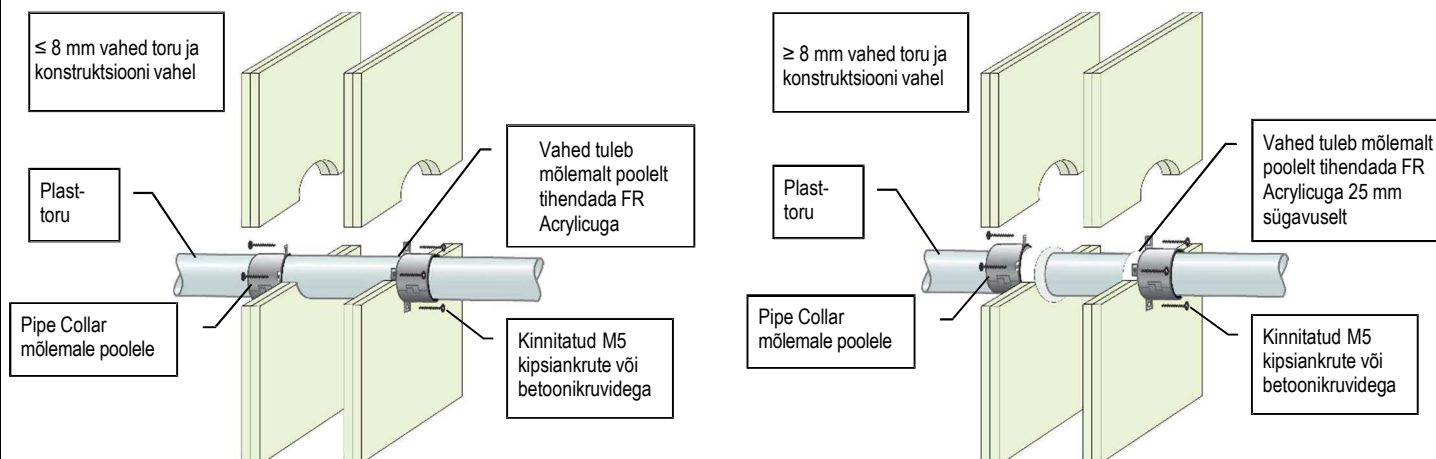 ≤ 8 mm vahed toru ja
konstruktsiooni vahel
Plast-
toru
Pipe Collar
mõlemale poolele
Vahed tuleb
mõlemalt poolelt
tihendada FR
Acrylicuga
Kinnitatud M5
kipsiankrute või
betoonikruvidega
≥ 8 mm vahed toru ja
konstruktsiooni vahel
Plast-
toru
Pipe Collar
mõlemale poolele
Vahed tuleb mõlemalt
poolelt tihendada FR
Acrylicuga 25 mm
sügavuselt
Kinnitatud M5
kipsiankrute või
betoonikruvidega